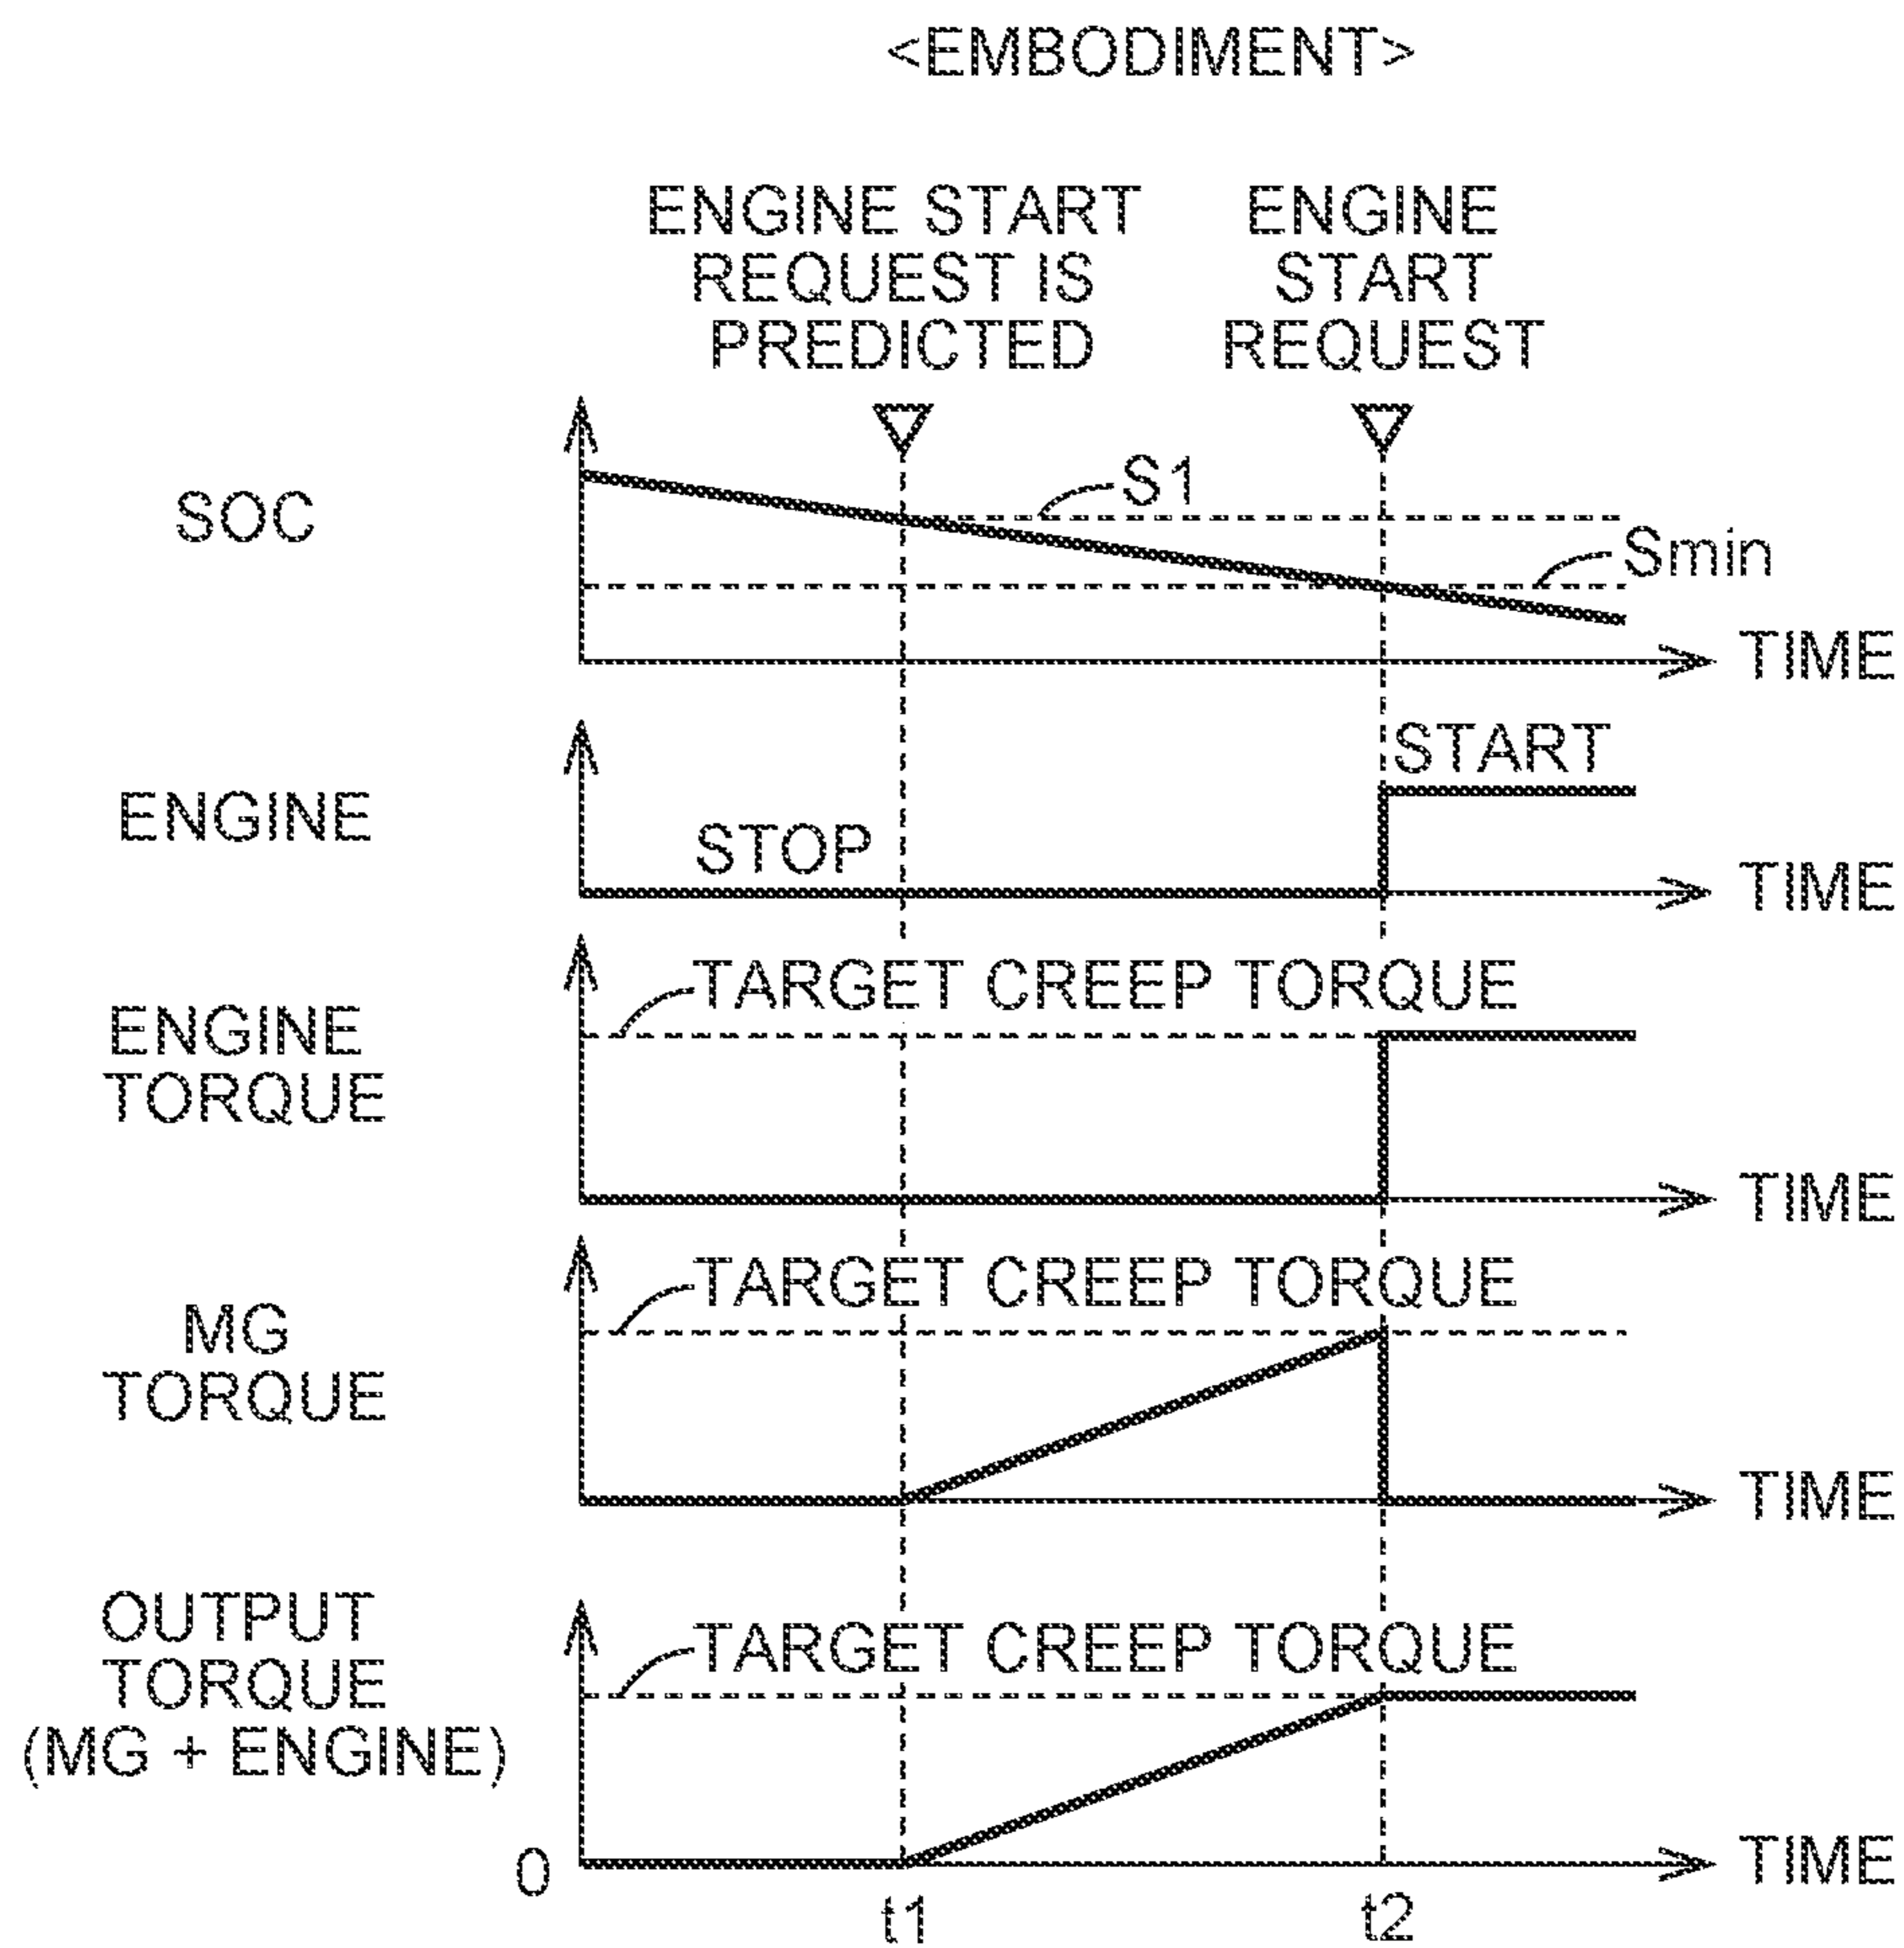 <EMBODIMENT>
ENGINE START
REQUEST IS
PREDICTED
ENGINE
START
REQUEST
SOC
S1
Smin
TIME
ENGINE
STOP
START
TIME
ENGINE
TORQUE
TARGET CREEP TORQUE
TIME
MG
TORQUE
TARGET CREEP TORQUE
TIME
OUTPUT
TORQUE
(MG + ENGINE)
TARGET CREEP TORQUE
0
TIME
t1
t2